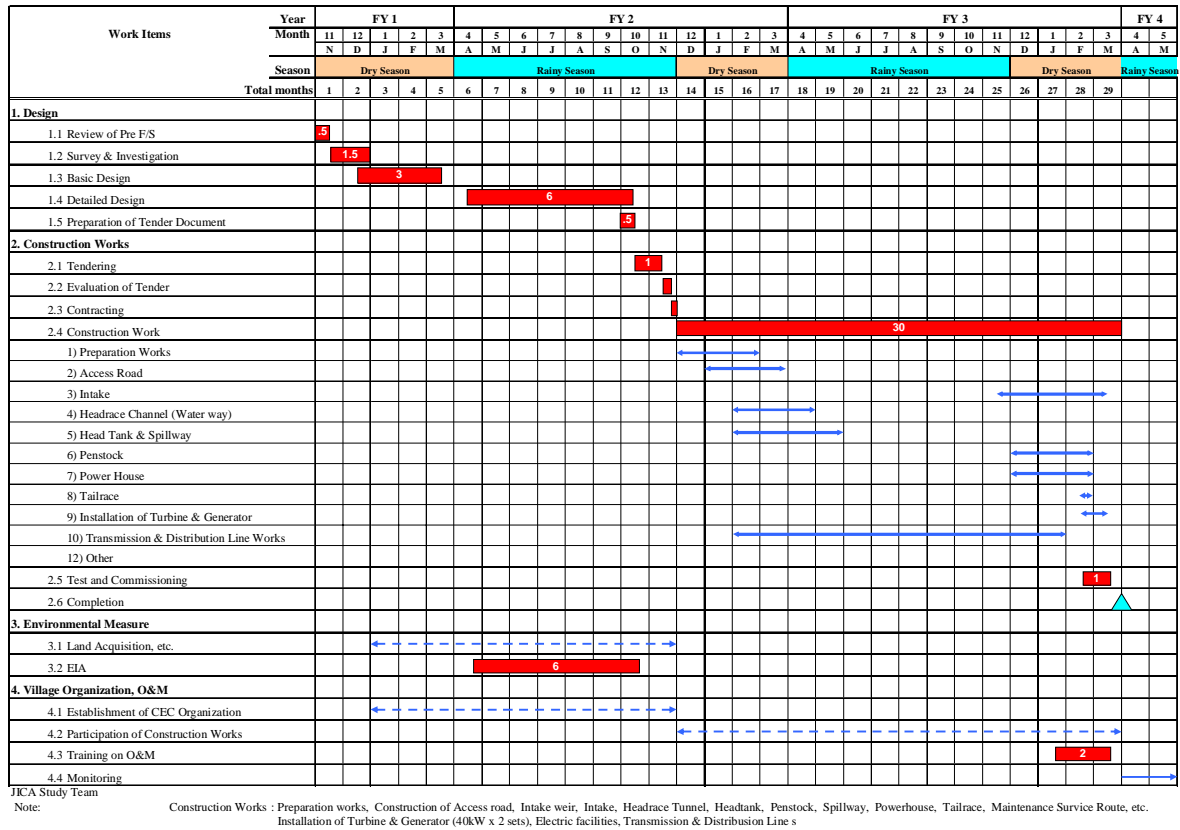 Work Items Year FY 1 FY 2 FY 3 FY 4
Month 11 12 1 2 3 4 5 6 7 8 9 10 11 12 1 2 3 4 5 6 7 8 9 10 11 12 1 2 3 4 5
N D J F M A M J J A S O N D J F M A M J J A S O N D J F M A M
Season Dry Season Rainy Season Dry Season Rainy Season Dry Season Rainy Season
Total months 1 2 3 4 5 6 7 8 9 10 11 12 13 14 15 16 17 18 19 20 21 22 23 24 25 26 27 28 29
1. Design
1.1 Review of Pre F/S .5
1.2 Survey & Investigation 1.5
1.3 Basic Design 3
1.4 Detailed Design 6
1.5 Preparation of Tender Document .5
2. Construction Works
2.1 Tendering 1
2.2 Evaluation of Tender
2.3 Contracting
2.4 Construction Work 30
1) Preparation Works
2) Access Road
3) Intake
4) Headrace Channel (Water way)
5) Head Tank & Spillway
6) Penstock
7) Power House
8) Tailrace
9) Installation of Turbine & Generator
10) Transmission & Distribution Line Works
12) Other
2.5 Test and Commissioning 1
2.6 Completion
3. Environmental Measure
3.1 Land Acquisition, etc.
3.2 EIA 6
4. Village Organization, O&M
4.1 Establishment of CEC Organization
4.2 Participation of Construction Works
4.3 Training on O&M 2
4.4 Monitoring
JICA Study Team
Note: Construction Works : Preparation works, Construction of Access road, Intake weir, Intake, Headrace Tunnel, Headtank, Penstock, Spillway, Powerhouse, Tailrace, Maintenance Service Route, etc.
Installation of Turbine & Generator (40kW x 2 sets), Electric facilities, Transmission & Distribusion Line s